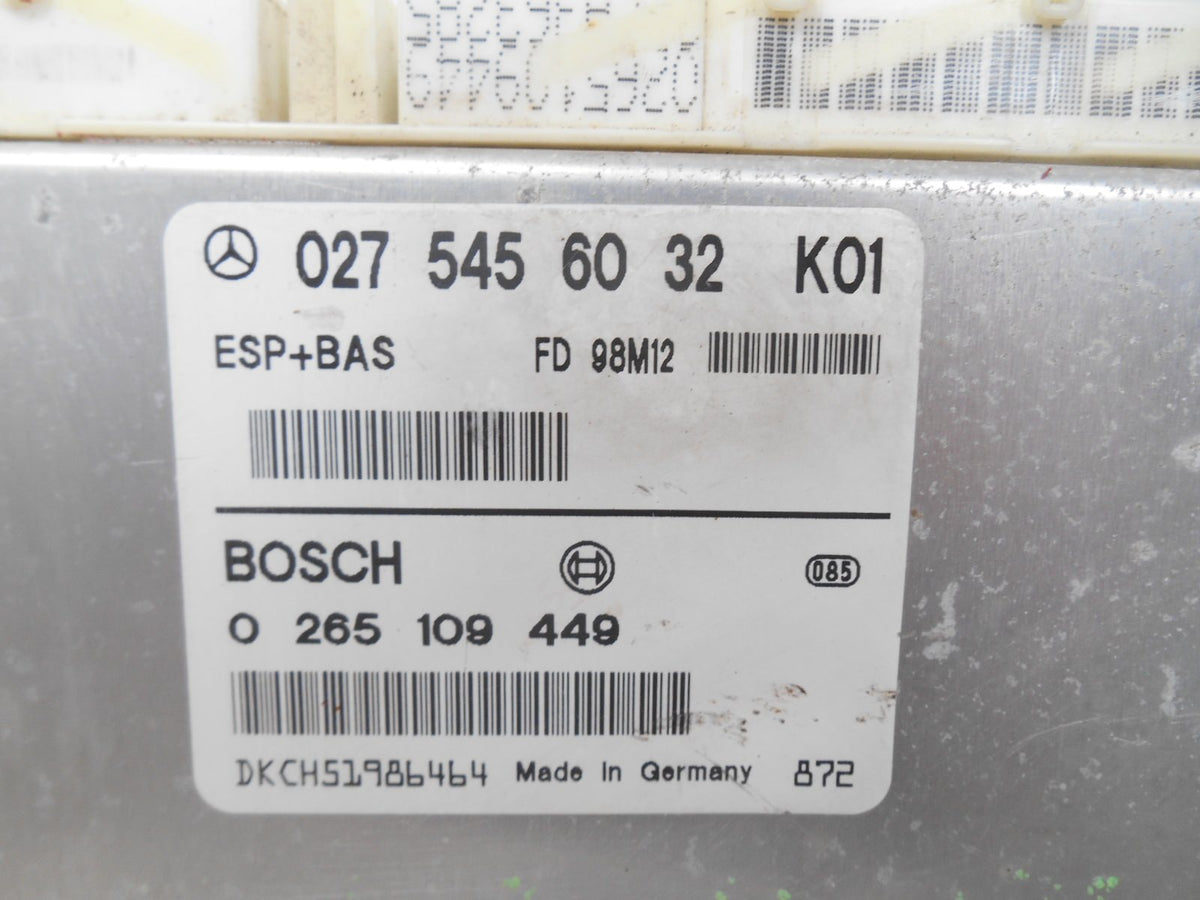 0265109449
027 545 60 32 K01
ESP+BAS FD 98M12
BOSCH 085
0 265 109 449
DKCH51986464 Made In Germany 872